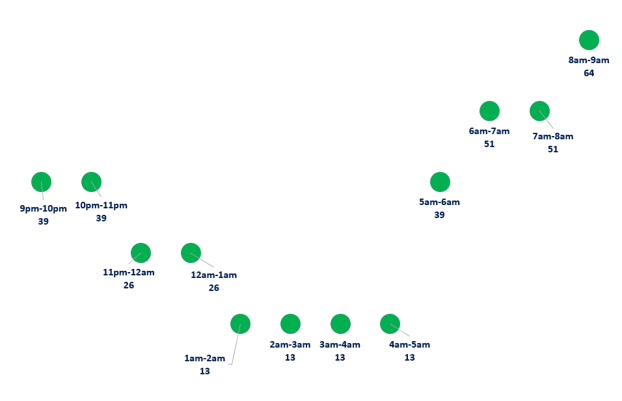 8am-9am
64
6am-7am
51
7am-8am
51
9pm-10pm
39
10pm-11pm
39
5am-6am
39
11pm-12am
26
12am-1am
26
1am-2am
13
2am-3am
13
3am-4am
13
4am-5am
13